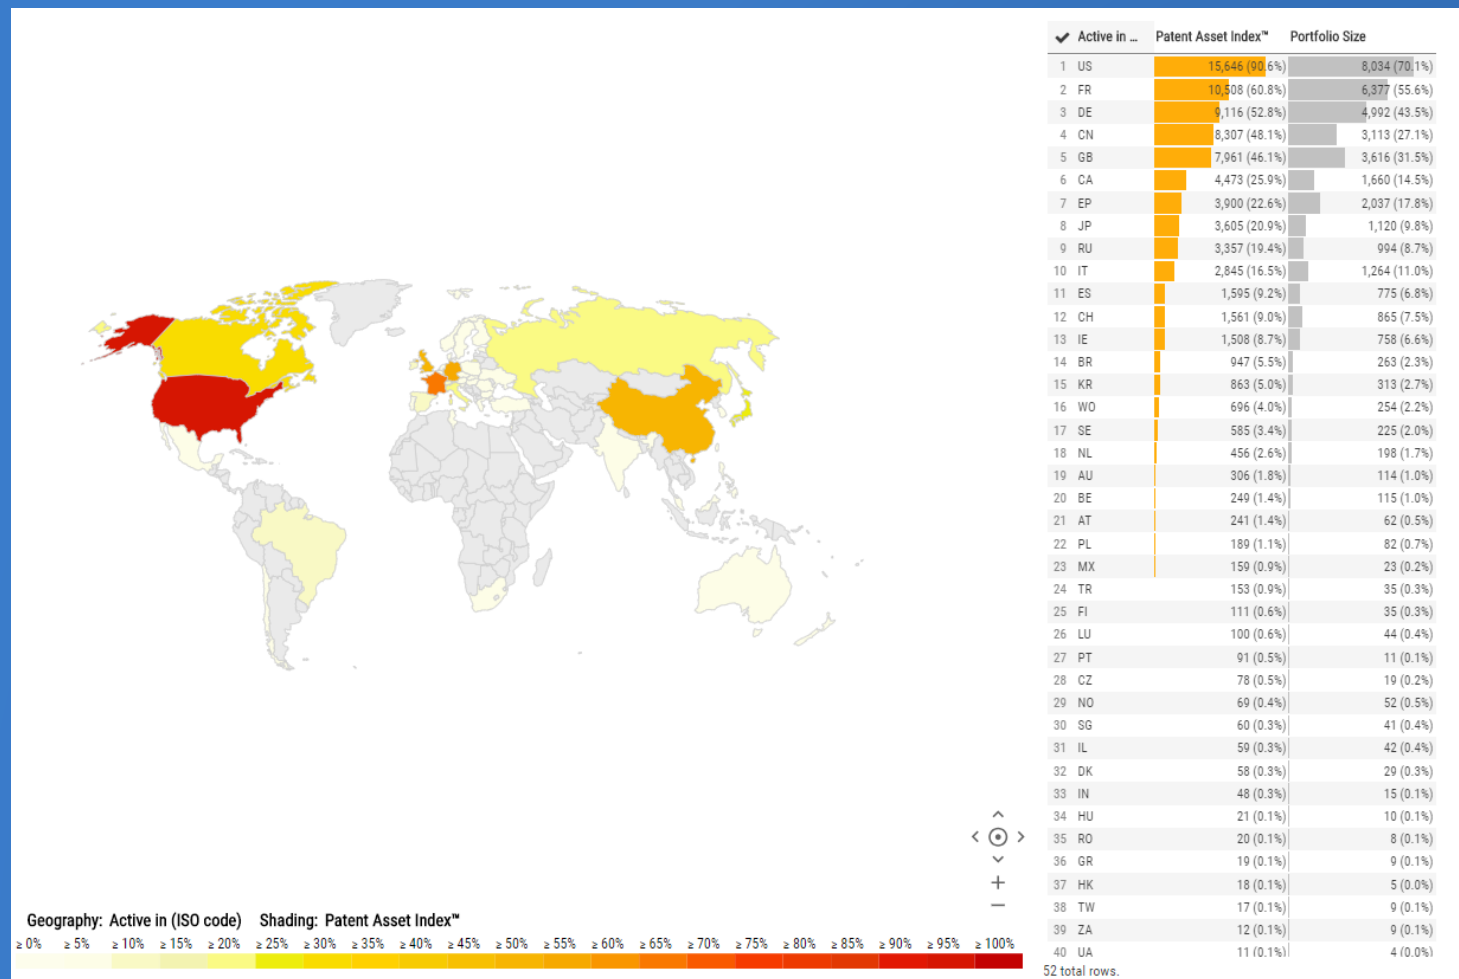 Active in ... Patent Asset Index™ Portfolio Size
1 US 15,646 (90.6%) 8,034 (70.1%)
2 FR 10,508 (60.8%) 6,377 (55.6%)
3 DE 9,116 (52.8%) 4,992 (43.5%)
4 CN 8,307 (48.1%) 3,113 (27.1%)
5 GB 7,961 (46.1%) 3,616 (31.5%)
6 CA 4,473 (25.9%) 1,660 (14.5%)
7 EP 3,900 (22.6%) 2,037 (17.8%)
8 JP 3,605 (20.9%) 1,120 (9.8%)
9 RU 3,357 (19.4%) 994 (8.7%)
10 IT 2,845 (16.5%) 1,264 (11.0%)
11 ES 1,595 (9.2%) 775 (6.8%)
12 CH 1,561 (9.0%) 865 (7.5%)
13 IE 1,508 (8.7%) 758 (6.6%)
14 BR 947 (5.5%) 263 (2.3%)
15 KR 863 (5.0%) 313 (2.7%)
16 WO 696 (4.0%) 254 (2.2%)
17 SE 585 (3.4%) 225 (2.0%)
18 NL 456 (2.6%) 198 (1.7%)
19 AU 306 (1.8%) 114 (1.0%)
20 BE 249 (1.4%) 115 (1.0%)
21 AT 241 (1.4%) 62 (0.5%)
22 PL 189 (1.1%) 82 (0.7%)
23 MX 159 (0.9%) 23 (0.2%)
24 TR 153 (0.9%) 35 (0.3%)
25 FI 111 (0.6%) 35 (0.3%)
26 LU 100 (0.6%) 44 (0.4%)
27 PT 91 (0.5%) 11 (0.1%)
28 CZ 78 (0.5%) 19 (0.2%)
29 NO 69 (0.4%) 52 (0.5%)
30 SG 60 (0.3%) 41 (0.4%)
31 IL 59 (0.3%) 42 (0.4%)
32 DK 58 (0.3%) 29 (0.3%)
33 IN 48 (0.3%) 15 (0.1%)
34 HU 21 (0.1%) 10 (0.1%)
35 RO 20 (0.1%) 8 (0.1%)
36 GR 19 (0.1%) 9 (0.1%)
37 HK 18 (0.1%) 5 (0.0%)
38 TW 17 (0.1%) 9 (0.1%)
39 ZA 12 (0.1%) 9 (0.1%)
40 UA 11 (0.1%) 4 (0.0%)
52 total rows.
Geography: Active in (ISO code) Shading: Patent Asset Index™
≥ 0% ≥ 5% ≥ 10% ≥ 15% ≥ 20% ≥ 25% ≥ 30% ≥ 35% ≥ 40% ≥ 45% ≥ 50% ≥ 55% ≥ 60% ≥ 65% ≥ 70% ≥ 75% ≥ 80% ≥ 85% ≥ 90% ≥ 95% ≥ 100%